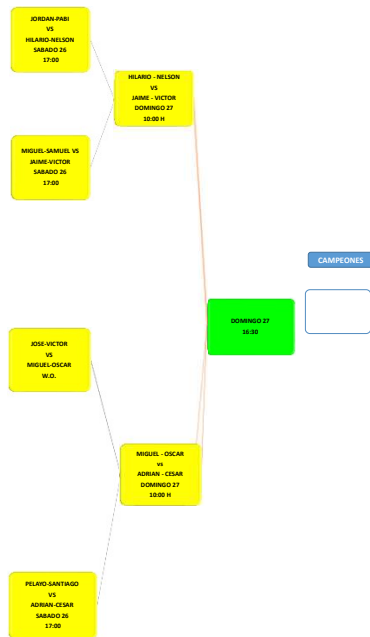 JORDAN-PABI
VS
HILARIO-NELSON
SABADO 26
17:00
HILARIO - NELSON
VS
JAIME - VICTOR
DOMINGO 27
10:00 H
MIGUEL-SAMUEL VS
JAIME-VICTOR
SABADO 26
17:00
CAMPEONES
DOMINGO 27
16:30
JOSE-VICTOR
VS
MIGUEL-OSCAR
W.O.
MIGUEL - OSCAR
vs
ADRIAN - CESAR
DOMINGO 27
10:00 H
PELAYO-SANTIAGO
VS
ADRIAN-CESAR
SABADO 26
17:00